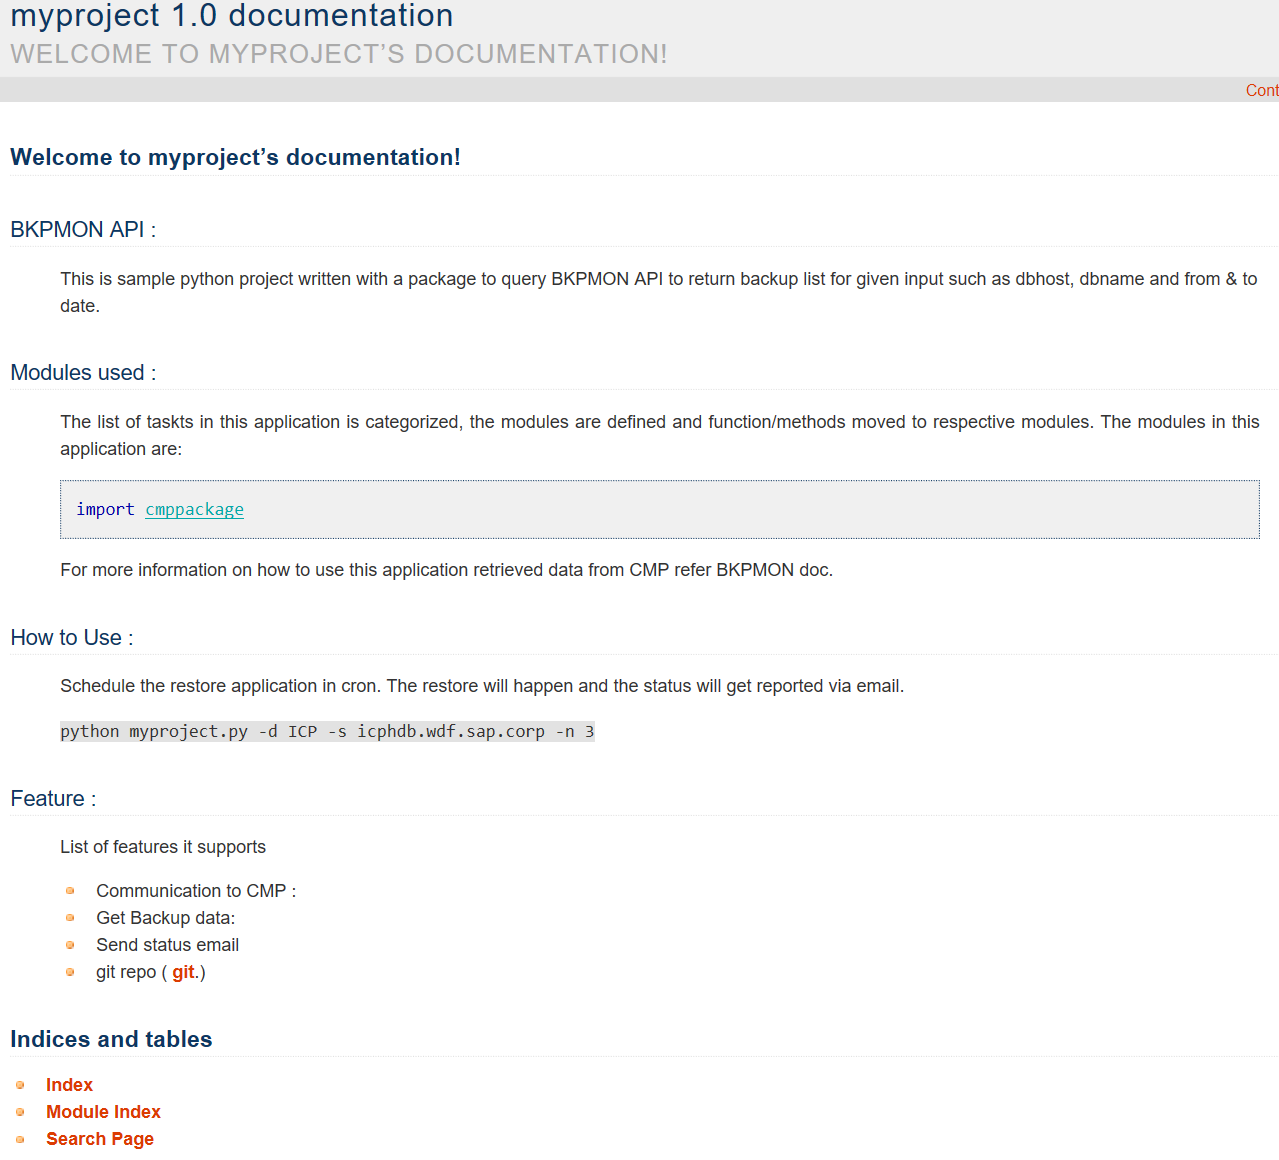 myproject 1.0 documentation
WELCOME TO MYPROJECT’S DOCUMENTATION!
Cont
Welcome to myproject’s documentation!
BKPMON API :
This is sample python project written with a package to query BKPMON API to return backup list for given input such as dbhost, dbname and from & to
date.
Modules used :
The list of taskts in this application is categorized, the modules are defined and function/methods moved to respective modules. The modules in this
application are:
import cmppackage
For more information on how to use this application retrieved data from CMP refer BKPMON doc.
How to Use :
Schedule the restore application in cron. The restore will happen and the status will get reported via email.
python myproject.py -d ICP -s icphdb.wdf.sap.corp -n 3
Feature :
List of features it supports
Communication to CMP :
Get Backup data:
Send status email
git repo ( git.)
Indices and tables
Index
Module Index
Search Page